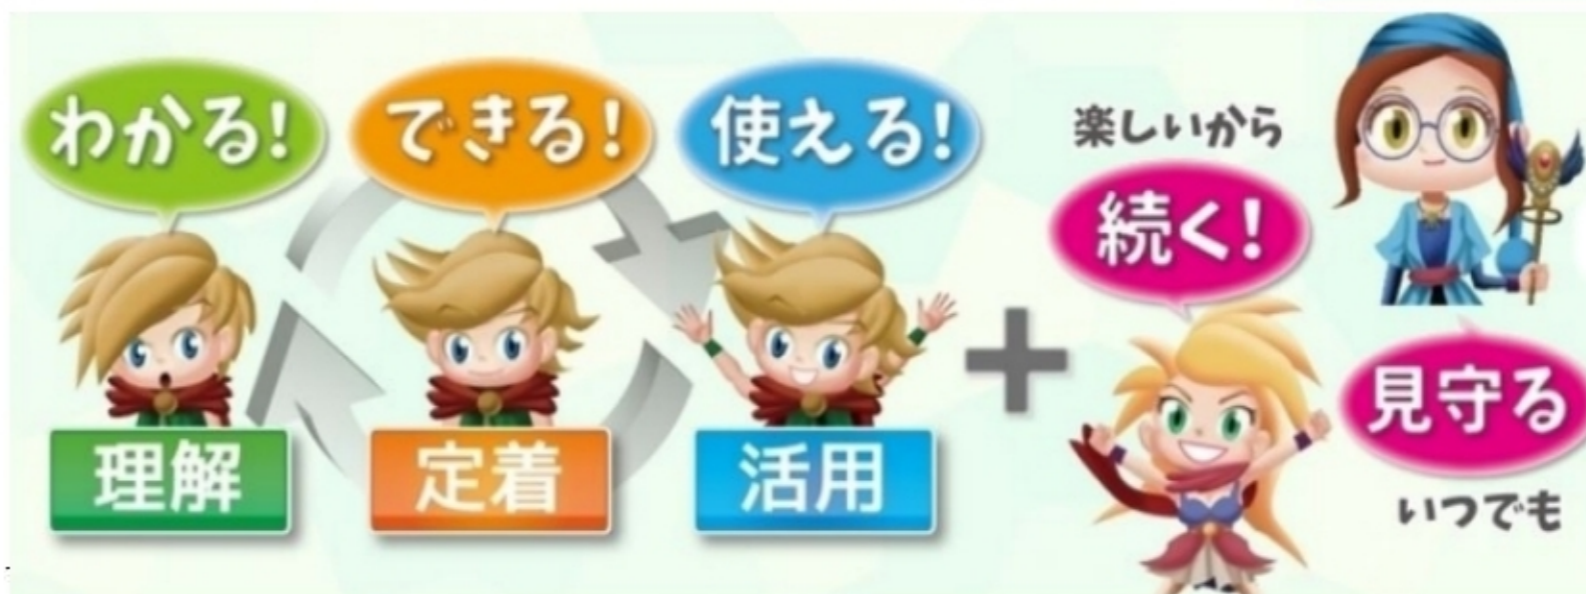 わかる!
できる!
使える!
理解
定着
活用
+
楽しいから
続く!
見守る
いつでも